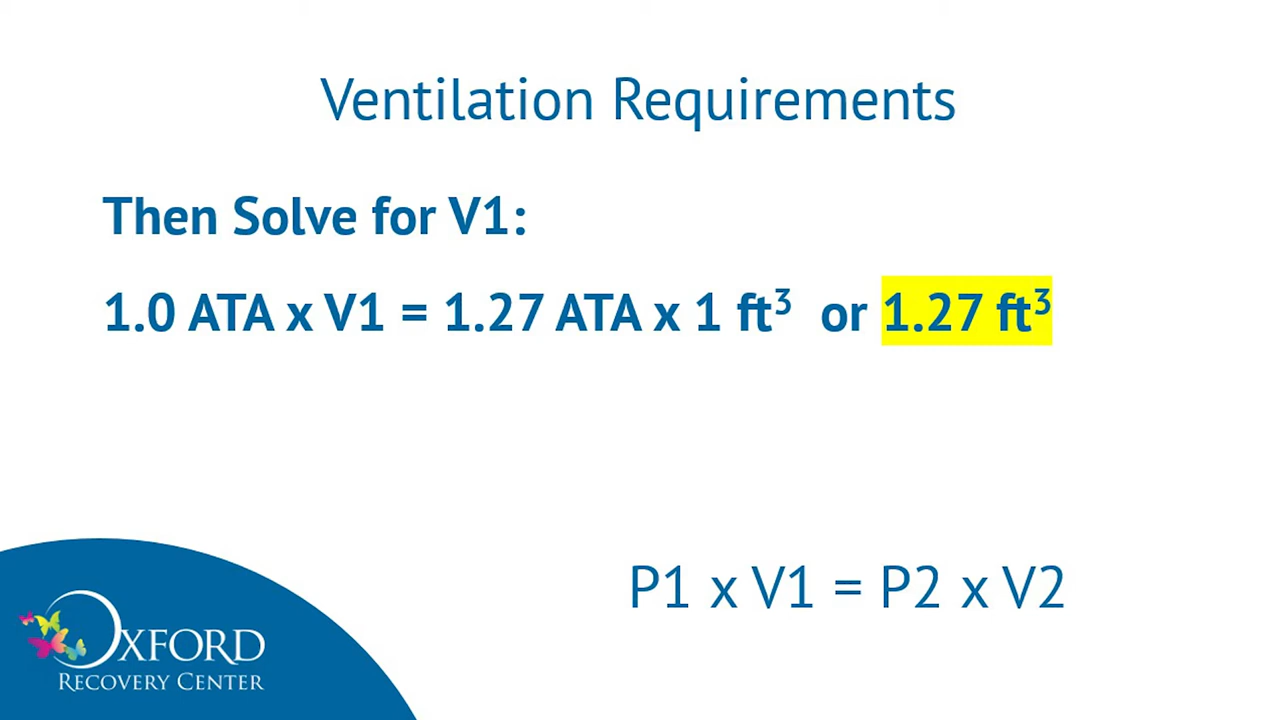 Ventilation Requirements
Then Solve for V1:
1.0 ATA x V1 = 1.27 ATA x 1 ft³ or 1.27 ft³
P1 x V1 = P2 x V2
OXFORD
RECOVERY CENTER